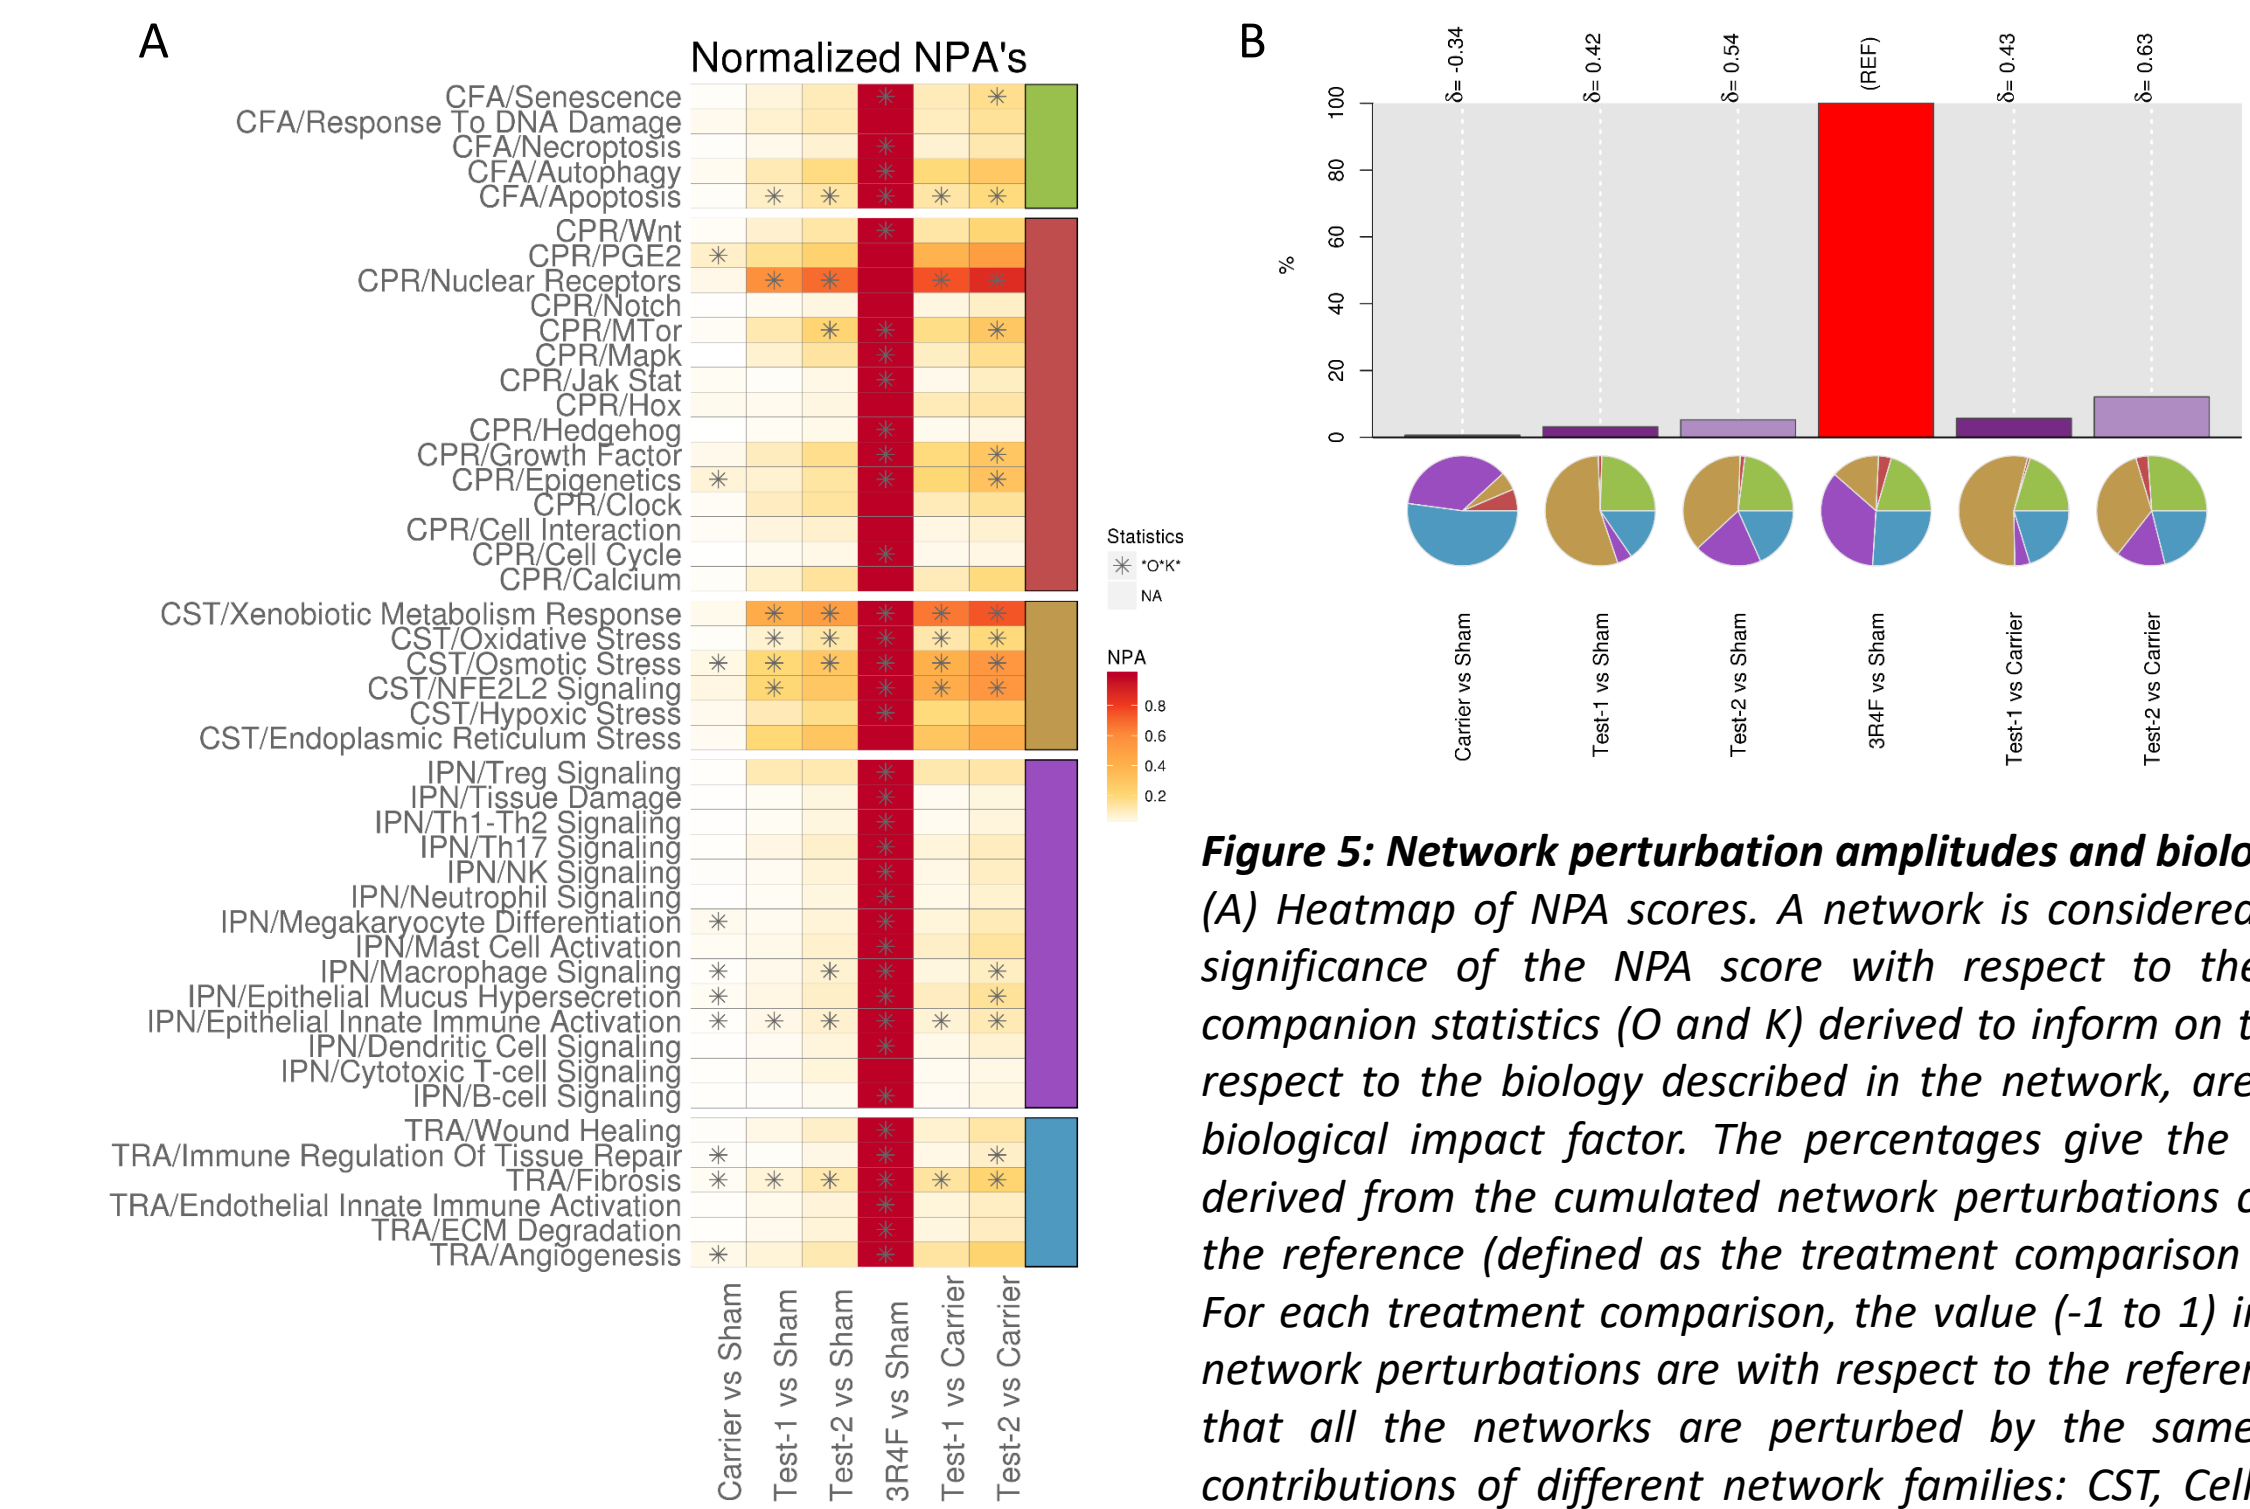 A
Normalized NPA's
CFA/Senescence
CFA/Response To DNA Damage
CFA/Necroptosis
CFA/Autophagy
CFA/Apoptosis
CPR/Wnt
CPR/PGE2
CPR/Nuclear Receptors
CPR/Notch
CPR/MTor
CPR/Mapk
CPR/Jak Stat
CPR/Hox
CPR/Hedgehog
CPR/Growth Factor
CPR/Epigenetics
CPR/Clock
CPR/Cell Interaction
CPR/Cell Cycle
CPR/Calcium
CST/Xenobiotic Metabolism Response
CST/Oxidative Stress
CST/Osmotic Stress
CST/NFE2L2 Signaling
CST/Hypoxic Stress
CST/Endoplasmic Reticulum Stress
IPN/Treg Signaling
IPN/Tissue Damage
IPN/Th1-Th2 Signaling
IPN/Th17 Signaling
IPN/NK Signaling
IPN/Neutrophil Signaling
IPN/Megakaryocyte Differentiation
IPN/Mast Cell Activation
IPN/Macrophage Signaling
IPN/Epithelial Mucus Hypersecretion
IPN/Epithelial Innate Immune Activation
IPN/Dendritic Cell Signaling
IPN/Cytotoxic T-cell Signaling
IPN/B-cell Signaling
TRA/Wound Healing
TRA/Immune Regulation Of Tissue Repair
TRA/Fibrosis
TRA/Endothelial Innate Immune Activation
TRA/ECM Degradation
TRA/Angiogenesis
Carrier vs Sham
Test-1 vs Sham
Test-2 vs Sham
3R4F vs Sham
Test-1 vs Carrier
Test-2 vs Carrier
Statistics
*O*K*
NA
NPA
0.8
0.6
0.4
0.2
B
δ= -0.34
δ= 0.42
δ= 0.54
(REF)
δ= 0.43
δ= 0.63
%
100
80
60
40
20
0
Carrier vs Sham
Test-1 vs Sham
Test-2 vs Sham
3R4F vs Sham
Test-1 vs Carrier
Test-2 vs Carrier
Figure 5: Network perturbation amplitudes and biolo
(A) Heatmap of NPA scores. A network is considered
significance of the NPA score with respect to the
companion statistics (O and K) derived to inform on t
respect to the biology described in the network, are
biological impact factor. The percentages give the
derived from the cumulated network perturbations
the reference (defined as the treatment comparison
For each treatment comparison, the value (-1 to 1) i
network perturbations are with respect to the refere
that all the networks are perturbed by the same
contributions of different network families: CST, Cell